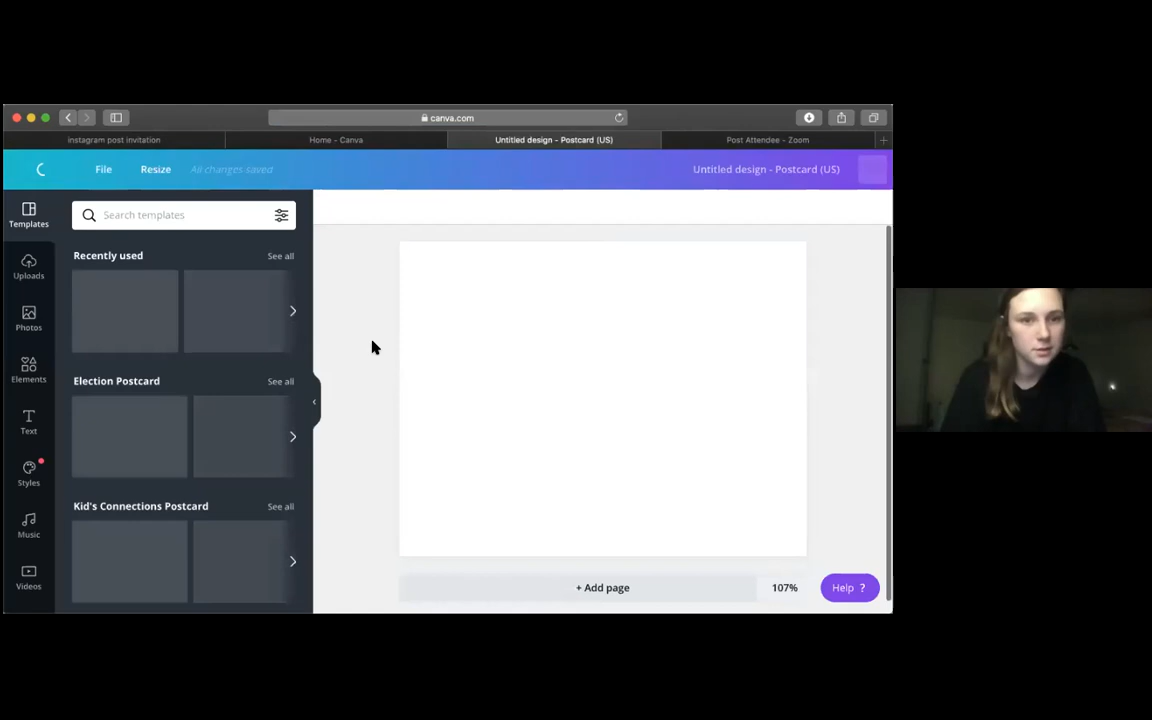 canva.com
instagram post invitation
Home - Canva
Untitled design - Postcard (US)
Post Attendee - Zoom
File
Resize
All changes saved
Untitled design - Postcard (US)
Templates
Search templates
Recently used
See all
Uploads
Photos
Election Postcard
See all
Elements
Text
Styles
Kid's Connections Postcard
See all
Music
Videos
+ Add page
107%
Help ?